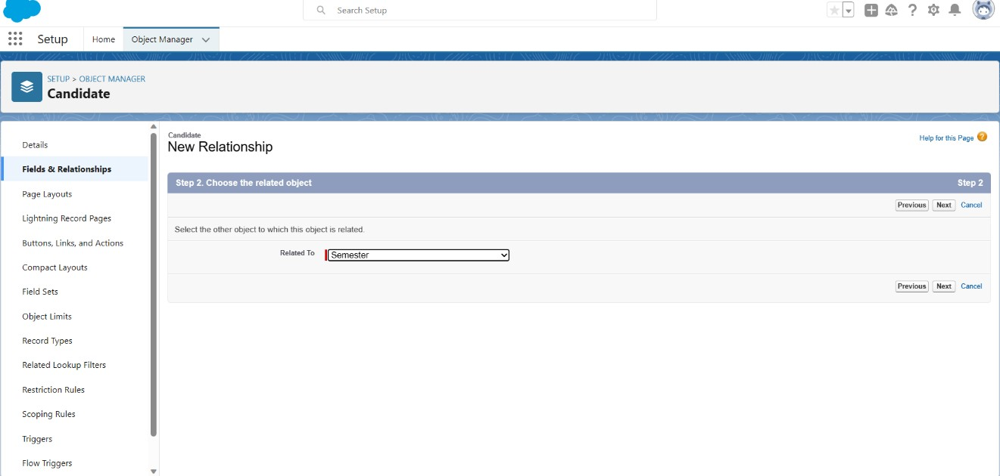 Search Setup
Setup
Home
Object Manager
SETUP > OBJECT MANAGER
Candidate
Details
Fields & Relationships
Page Layouts
Lightning Record Pages
Buttons, Links, and Actions
Compact Layouts
Field Sets
Object Limits
Record Types
Related Lookup Filters
Restriction Rules
Scoping Rules
Triggers
Flow Triggers
Candidate
New Relationship
Help for this Page ?
Step 2. Choose the related object
Step 2
Previous Next Cancel
Select the other object to which this object is related.
Related To Semester
Previous Next Cancel